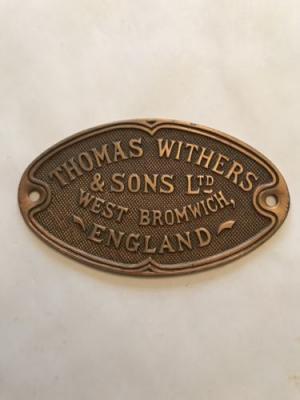 THOMAS WITHERS
& SONS LTD
WEST BROMWICH,
ENGLAND